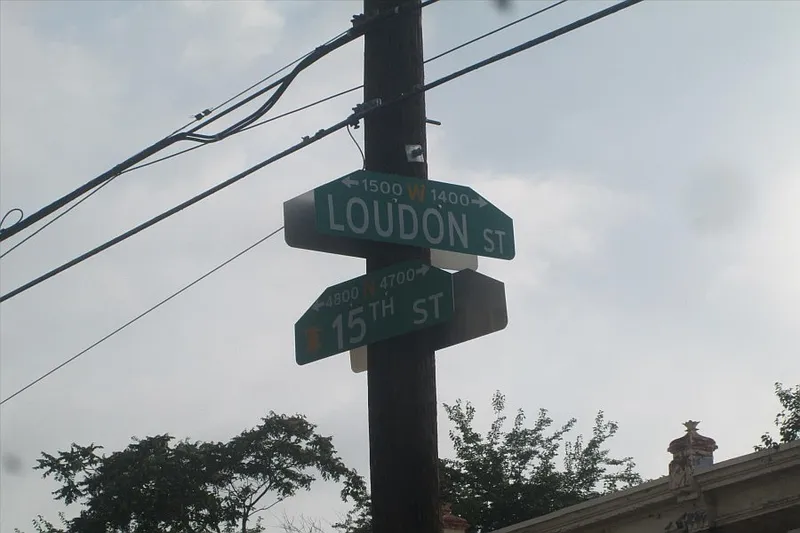 ←1500 W 1400→
LOUDON ST
←4800 N 4700→
15TH ST